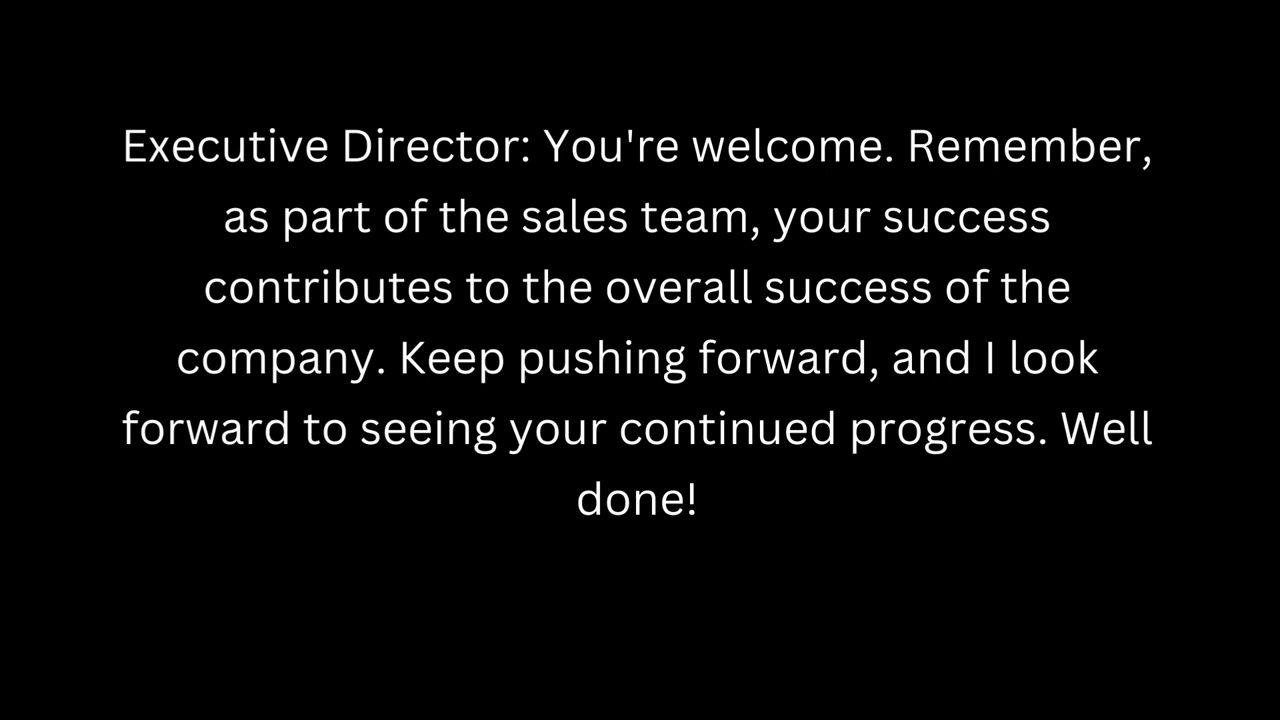 Executive Director: You're welcome. Remember,
as part of the sales team, your success
contributes to the overall success of the
company. Keep pushing forward, and I look
forward to seeing your continued progress. Well
done!